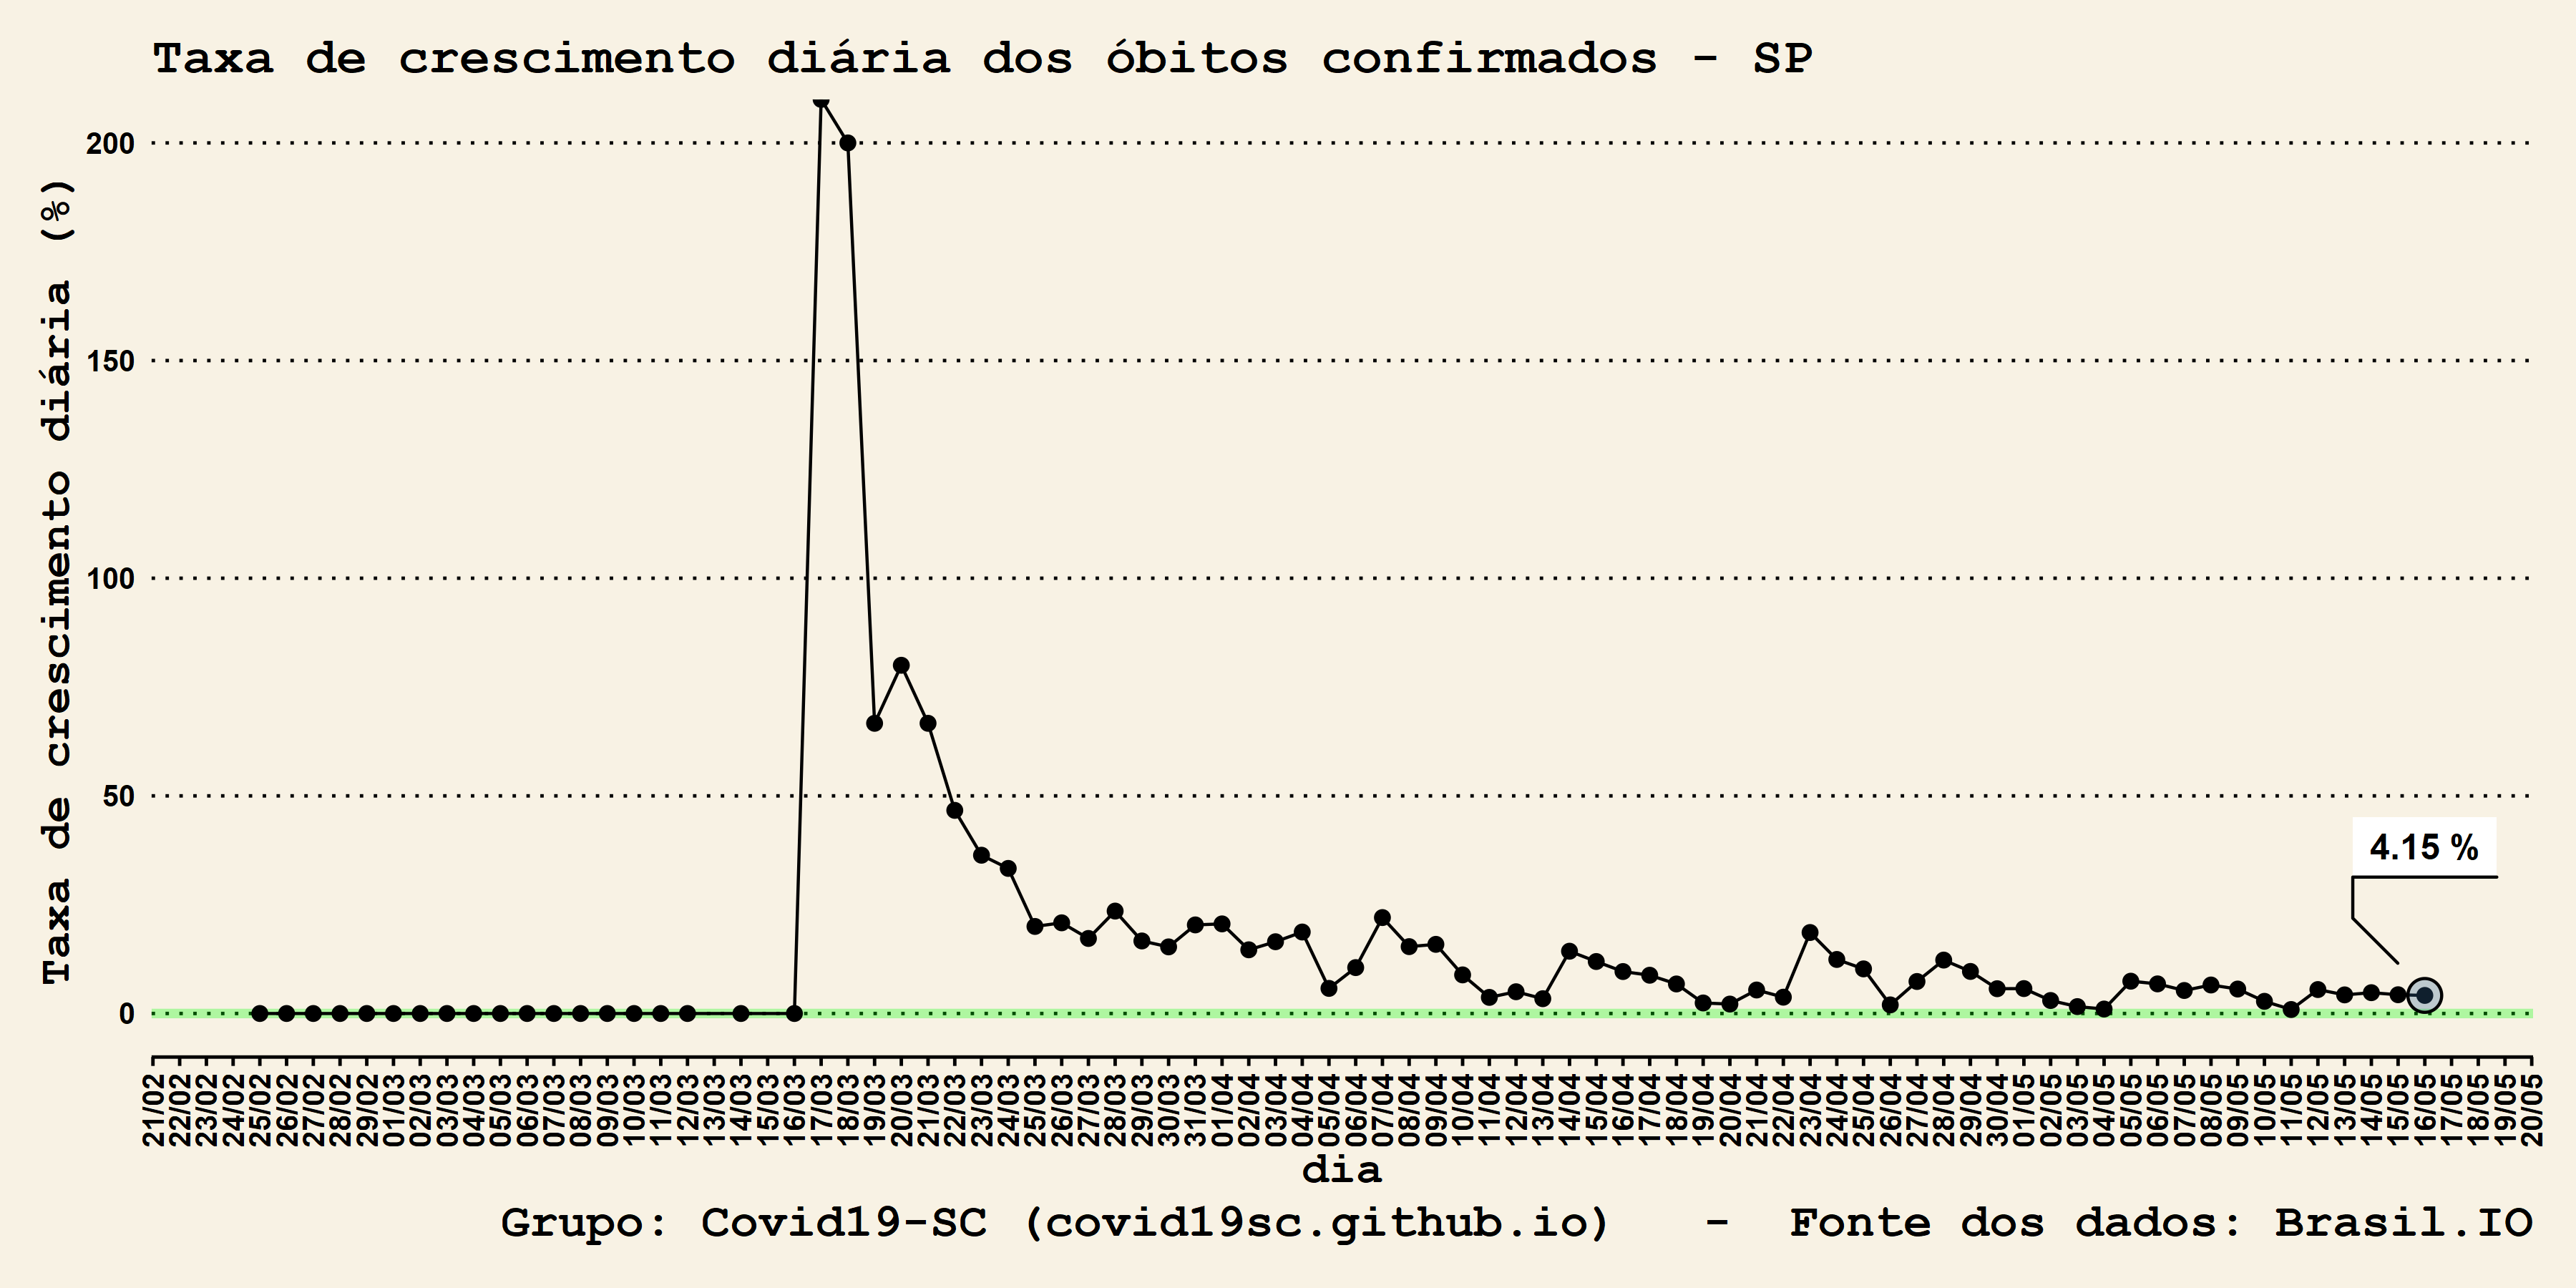 Taxa de crescimento diária dos óbitos confirmados - SP
Taxa de crescimento diária (%)
200
150
100
50
0
4.15 %
21/02 22/02 23/02 24/02 25/02 26/02 27/02 28/02 29/02 01/03 02/03 03/03 04/03 05/03 06/03 07/03 08/03 09/03 10/03 11/03 12/03 13/03 14/03 15/03 16/03 17/03 18/03 19/03 20/03 21/03 22/03 23/03 24/03 25/03 26/03 27/03 28/03 29/03 30/03 31/03 01/04 02/04 03/04 04/04 05/04 06/04 07/04 08/04 09/04 10/04 11/04 12/04 13/04 14/04 15/04 16/04 17/04 18/04 19/04 20/04 21/04 22/04 23/04 24/04 25/04 26/04 27/04 28/04 29/04 30/04 01/05 02/05 03/05 04/05 05/05 06/05 07/05 08/05 09/05 10/05 11/05 12/05 13/05 14/05 15/05 16/05 17/05 18/05 19/05 20/05
dia
Grupo: Covid19-SC (covid19sc.github.io) - Fonte dos dados: Brasil.IO